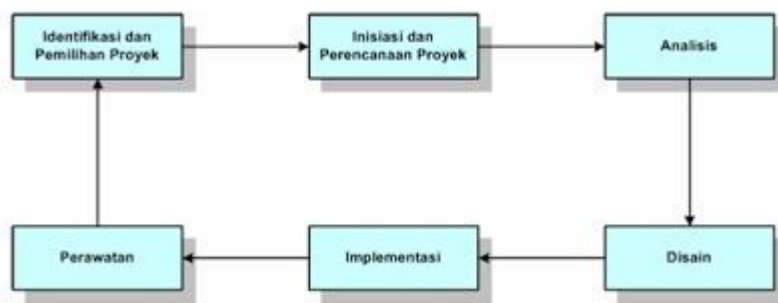 Identifikasi dan
Pemilihan Proyek
Inisiasi dan
Perencanaan Proyek
Analisis
Perawatan
Implementasi
Disain